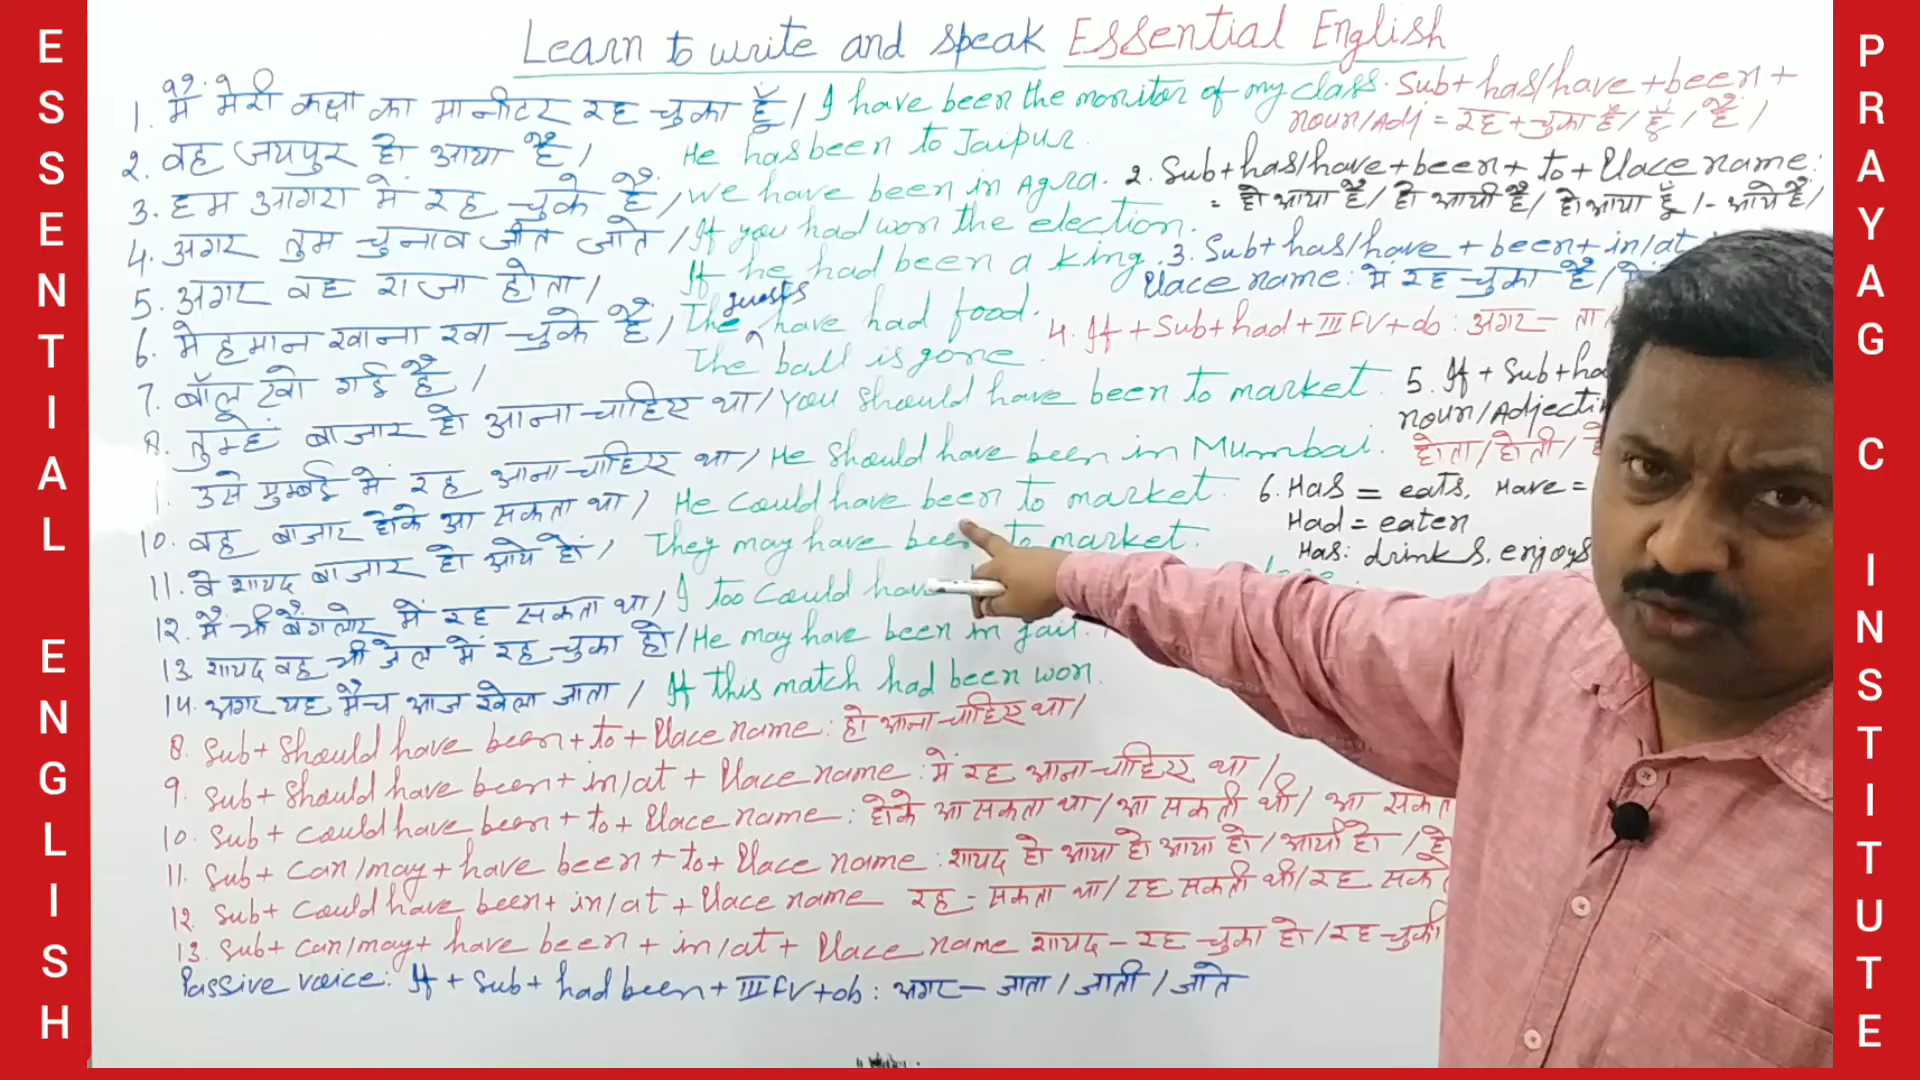 ESSENTIAL ENGLISH
Learn to write and speak Essential English
1. मैं मेरी कक्षा का मानीटर रह चुका हूँ / I have been the monitor of my class. Sub+has/have+been+
noun/Adj = रह+चुका है/हूँ/हैं/
2. वह जयपुर हो आया है / He has been to Jaipur.
2. Sub+has/have+been+to+Place name:
= हो आया है/हो आयी है/हो आया हूँ/-आये हैं/
3. हम आगरा में रह चुके हैं / We have been in Agra.
3. Sub+has/have+been+in/at
Place name: में रह चुका है/
4. अगर तुम चुनाव जीत जाते / If you had won the election.
5. अगर वह राजा होता / If he had been a king.
6. मेहमान खाना खा चुके हैं / The guests have had food.
4. If+Sub+had+III FV+ob: अगर- ता
7. बॉल खो गई है / The ball is gone.
5. If+Sub+ha
noun/Adjecti
होता/होती/
8. तुम्हें बाजार हो आना चाहिए था / You should have been to market.
उसे मुम्बई में रह आना चाहिए था / He should have been in Mumbai.
6. Has = eats, Have =
Had = eaten
Has: drinks, enjoys
10. वह बाजार होके आ सकता था / He could have been to market.
11. वे शायद बाजार हो आये हों / They may have been to market.
12. मैं भी बैंगलोर में रह सकता था / I too could have
13. शायद वह भी जेल में रह चुका हो / He may have been in jail.
14. अगर यह मैच आज खेला जाता / If this match had been won.
8. Sub+should have been+to+Place name: हो आना चाहिए था/
9. Sub+should have been+in/at+Place name: में रह आना चाहिए था/
10. Sub+could have been+to+Place name: होके आ सकता था/आ सकती थी/आ सकत
11. Sub+can/may+have been+to+Place name: शायद हो आया हो आया हो/आयी हो/हो
12. Sub+could have been+in/at+Place name रह-सकता था/रह सकती थी/रह सके
13. Sub+can/may+have been+in/at+Place name शायद-रह चुका हो/रह चुकी
Passive voice: If+Sub+had been+III FV+ob: अगर-जाता/जाती/जाते
PRAYAG C INSTITUTE